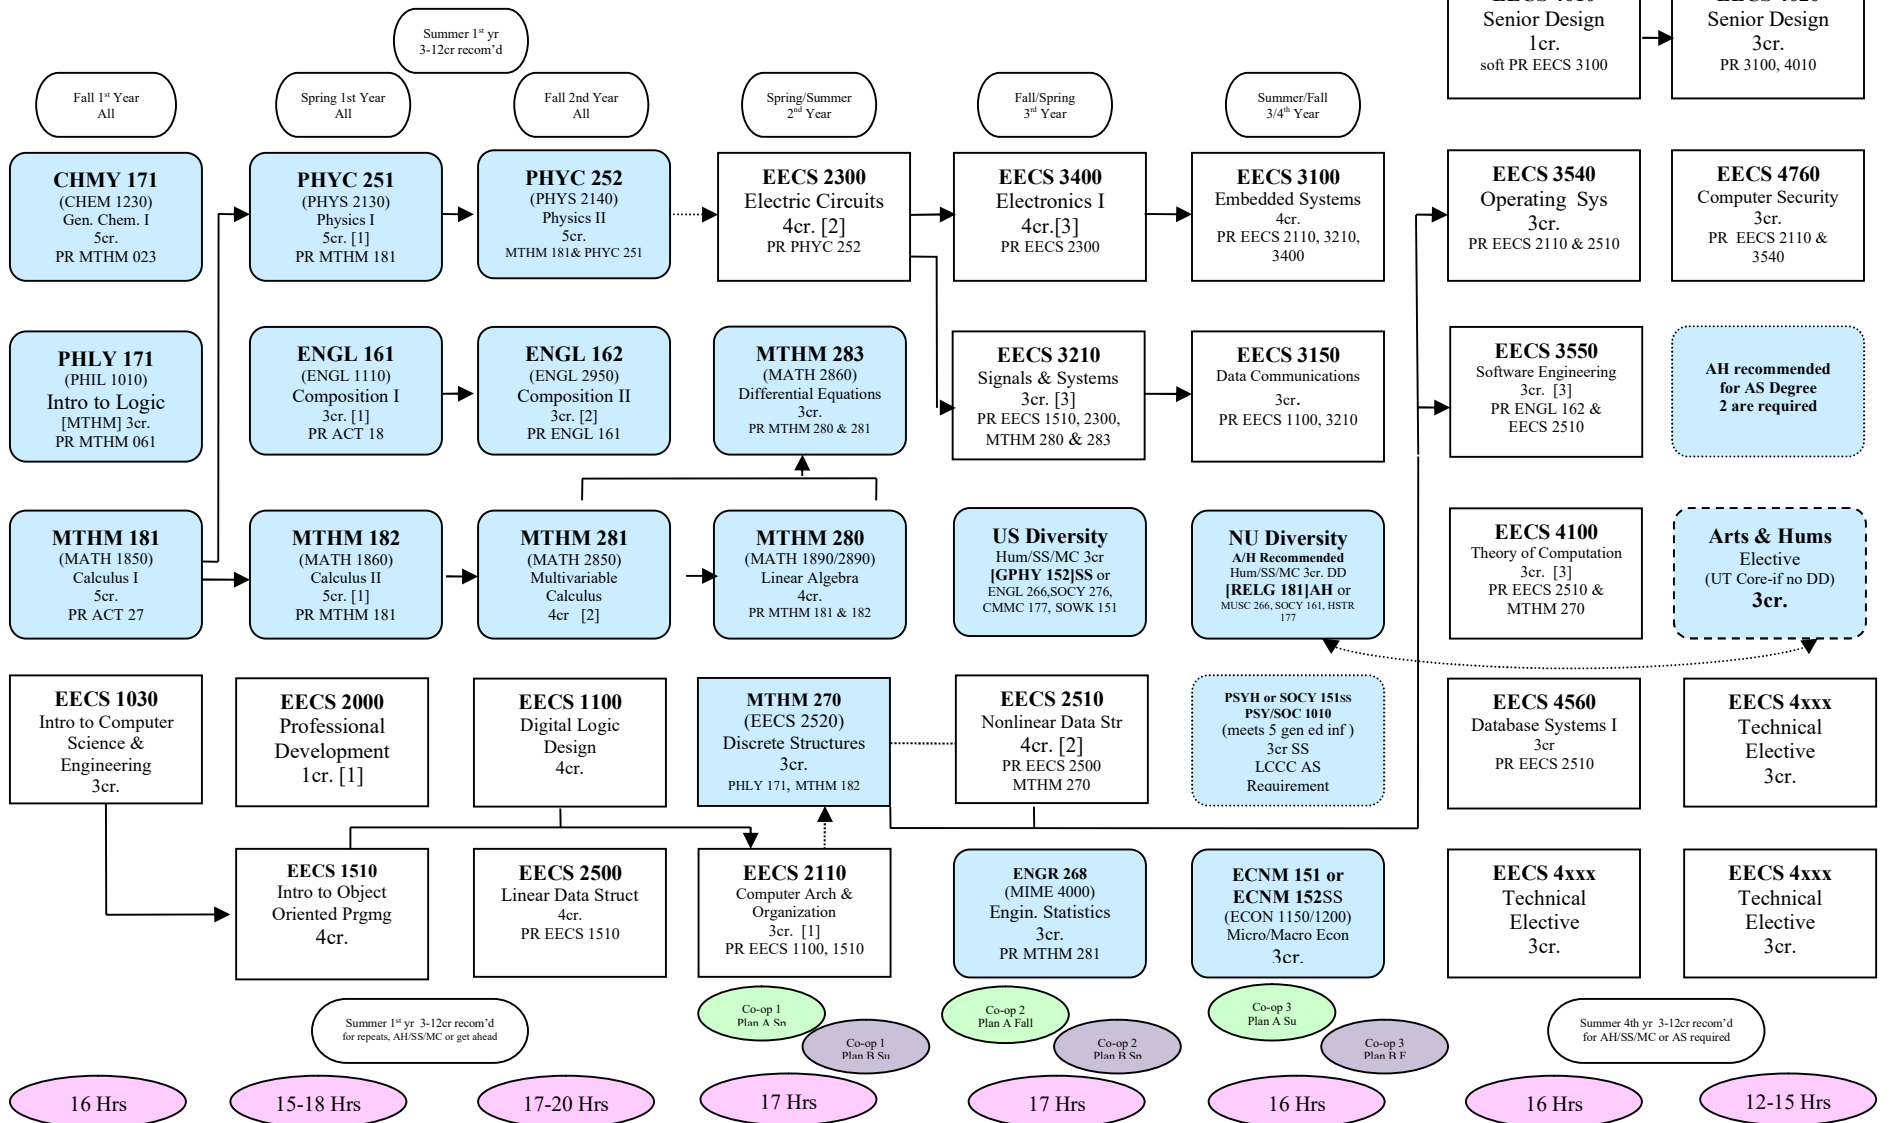 EECS 4010
Senior Design
1cr.
soft PR EECS 3100
EECS 4020
Senior Design
3cr.
PR 3100, 4010
Summer 1st yr
3-12cr recom'd
Fall 1st Year
All
Spring 1st Year
All
Fall 2nd Year
All
Spring/Summer
2nd Year
Fall/Spring
3rd Year
Summer/Fall
3/4th Year
CHMY 171
(CHEM 1230)
Gen. Chem. I
5cr.
PR MTHM 023
PHYC 251
(PHYS 2130)
Physics I
5cr. [1]
PR MTHM 181
PHYC 252
(PHYS 2140)
Physics II
5cr.
MTHM 181& PHYC 251
EECS 2300
Electric Circuits
4cr. [2]
PR PHYC 252
EECS 3400
Electronics I
4cr.[3]
PR EECS 2300
EECS 3100
Embedded Systems
4cr.
PR EECS 2110, 3210,
3400
EECS 3540
Operating Sys
3cr.
PR EECS 2110 & 2510
EECS 4760
Computer Security
3cr.
PR EECS 2110 &
3540
PHLY 171
(PHIL 1010)
Intro to Logic
[MTHM] 3cr.
PR MTHM 061
ENGL 161
(ENGL 1110)
Composition I
3cr. [1]
PR ACT 18
ENGL 162
(ENGL 2950)
Composition II
3cr. [2]
PR ENGL 161
MTHM 283
(MATH 2860)
Differential Equations
3cr.
PR MTHM 280 & 281
EECS 3210
Signals & Systems
3cr. [3]
PR EECS 1510, 2300,
MTHM 280 & 283
EECS 3150
Data Communications
3cr.
PR EECS 1100, 3210
EECS 3550
Software Engineering
3cr. [3]
PR ENGL 162 &
EECS 2510
AH recommended
for AS Degree
2 are required
MTHM 181
(MATH 1850)
Calculus I
5cr.
PR ACT 27
MTHM 182
(MATH 1860)
Calculus II
5cr. [1]
PR MTHM 181
MTHM 281
(MATH 2850)
Multivariable
Calculus
4cr [2]
MTHM 280
(MATH 1890/2890)
Linear Algebra
4cr.
PR MTHM 181 & 182
US Diversity
Hum/SS/MC 3cr
[GPHY 152]SS or
ENGL 266,SOCY 276,
CMMC 177, SOWK 151
NU Diversity
A/H Recommended
Hum/SS/MC 3cr. DD
[RELG 181]AH or
MUSC 266, SOCY 161, HSTR
177
EECS 4100
Theory of Computation
3cr. [3]
PR EECS 2510 &
MTHM 270
Arts & Hums
Elective
(UT Core-if no DD)
3cr.
EECS 1030
Intro to Computer
Science &
Engineering
3cr.
EECS 2000
Professional
Development
1cr. [1]
EECS 1100
Digital Logic
Design
4cr.
MTHM 270
(EECS 2520)
Discrete Structures
3cr.
PHLY 171, MTHM 182
EECS 2510
Nonlinear Data Str
4cr. [2]
PR EECS 2500
MTHM 270
PSYH or SOCY 151ss
PSY/SOC 1010
(meets 5 gen ed inf )
3cr SS
LCCC AS
Requirement
EECS 4560
Database Systems I
3cr
PR EECS 2510
EECS 4xxx
Technical
Elective
3cr.
EECS 1510
Intro to Object
Oriented Prgmg
4cr.
EECS 2500
Linear Data Struct
4cr.
PR EECS 1510
EECS 2110
Computer Arch &
Organization
3cr. [1]
PR EECS 1100, 1510
ENGR 268
(MIME 4000)
Engin. Statistics
3cr.
PR MTHM 281
ECNM 151 or
ECNM 152SS
(ECON 1150/1200)
Micro/Macro Econ
3cr.
EECS 4xxx
Technical
Elective
3cr.
EECS 4xxx
Technical
Elective
3cr.
Summer 1st yr 3-12cr recom'd
for repeats, AH/SS/MC or get ahead
Co-op 1
Plan A Sp
Co-op 1
Plan B Su
Co-op 2
Plan A Fall
Co-op 2
Plan B Sp
Co-op 3
Plan A Su
Co-op 3
Plan B F
Summer 4th yr 3-12cr recom'd
for AH/SS/MC or AS required
16 Hrs
15-18 Hrs
17-20 Hrs
17 Hrs
17 Hrs
16 Hrs
16 Hrs
12-15 Hrs